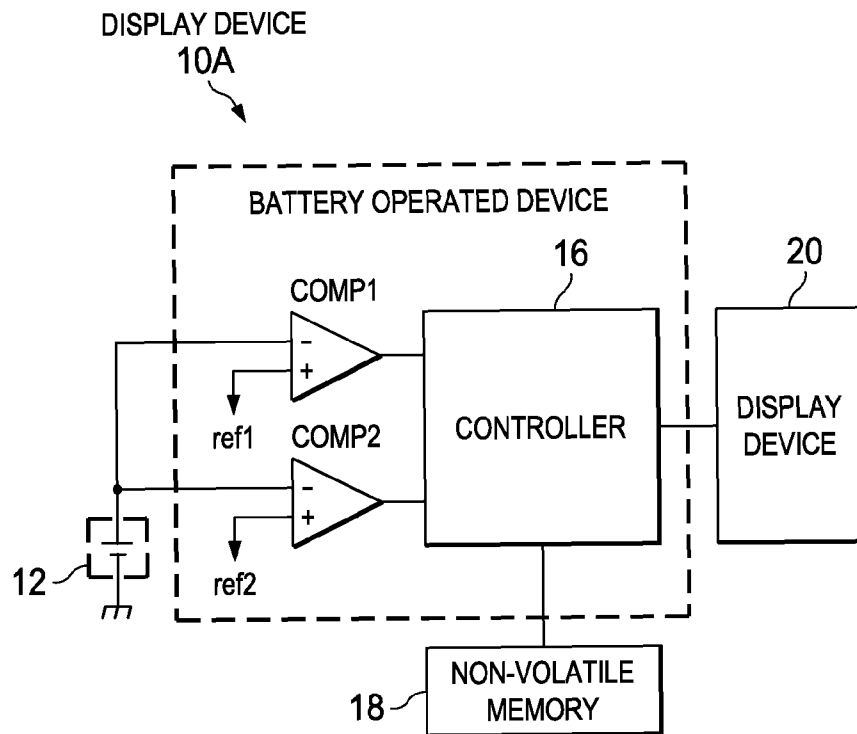 DISPLAY DEVICE
10A
BATTERY OPERATED DEVICE
16
20
COMP1
-
+
ref1
COMP2
-
+
ref2
CONTROLLER
DISPLAY
DEVICE
12
18
NON-VOLATILE
MEMORY